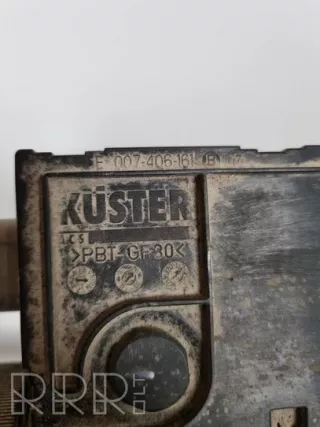 F 007-406-161
KÜSTER
>PBT-GF30<
RRR